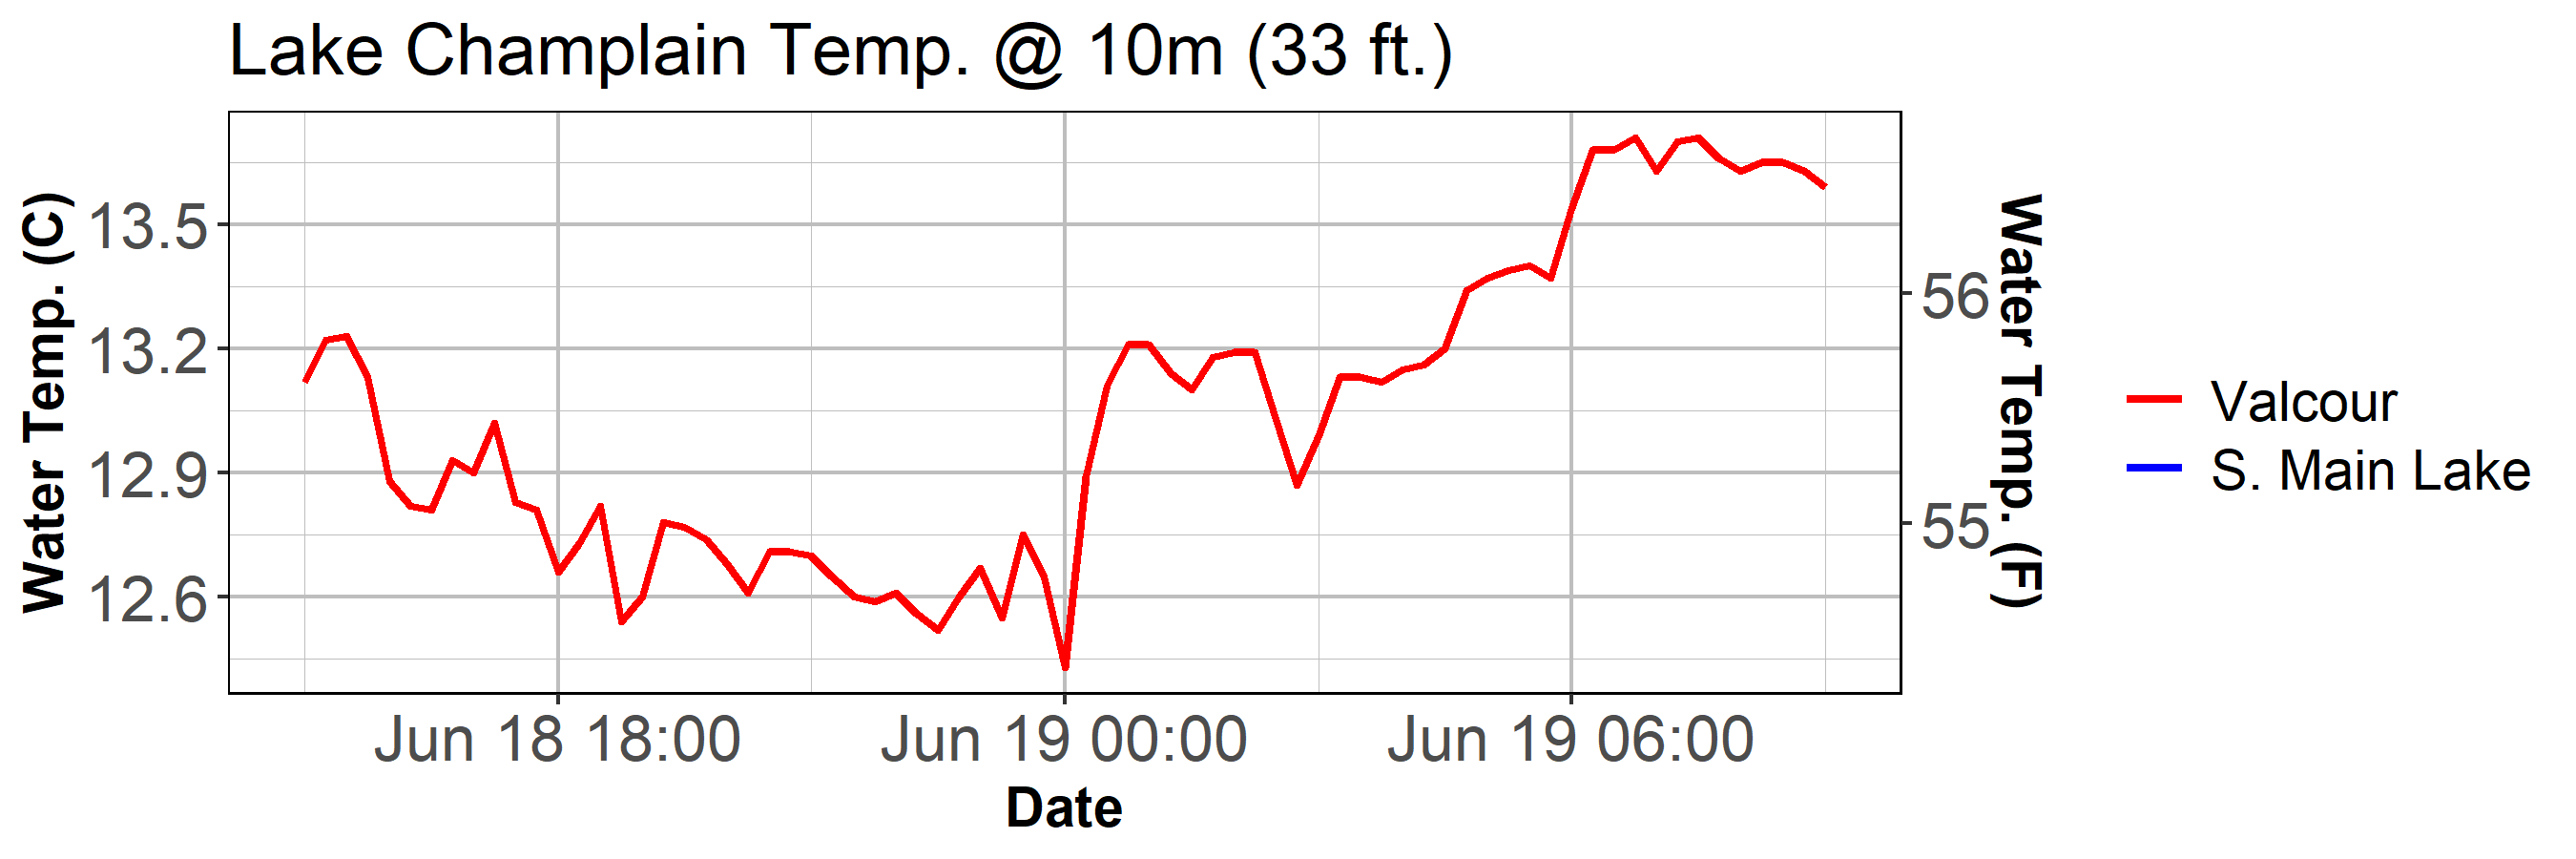 Lake Champlain Temp. @ 10m (33 ft.)
Water Temp. (C)
13.5
13.2
12.9
12.6
56
55
Water Temp. (F)
Jun 18 18:00
Jun 19 00:00
Jun 19 06:00
Date
Valcour
S. Main Lake